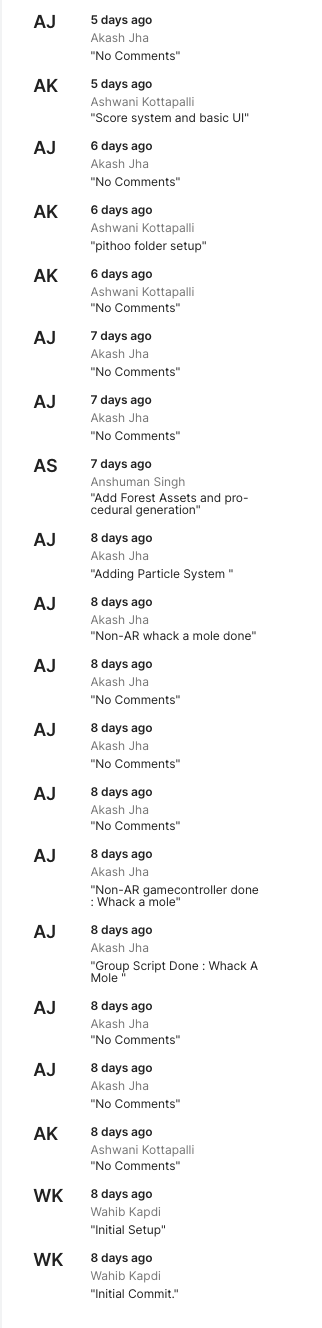 AJ
5 days ago
Akash Jha
"No Comments"
AK
5 days ago
Ashwani Kottapalli
"Score system and basic UI"
AJ
6 days ago
Akash Jha
"No Comments"
AK
6 days ago
Ashwani Kottapalli
"pithoo folder setup"
AK
6 days ago
Ashwani Kottapalli
"No Comments"
AJ
7 days ago
Akash Jha
"No Comments"
AJ
7 days ago
Akash Jha
"No Comments"
AS
7 days ago
Anshuman Singh
"Add Forest Assets and pro-
cedural generation"
AJ
8 days ago
Akash Jha
"Adding Particle System "
AJ
8 days ago
Akash Jha
"Non-AR whack a mole done"
AJ
8 days ago
Akash Jha
"No Comments"
AJ
8 days ago
Akash Jha
"No Comments"
AJ
8 days ago
Akash Jha
"No Comments"
AJ
8 days ago
Akash Jha
"Non-AR gamecontroller done
: Whack a mole"
AJ
8 days ago
Akash Jha
"Group Script Done : Whack A
Mole "
AJ
8 days ago
Akash Jha
"No Comments"
AJ
8 days ago
Akash Jha
"No Comments"
AK
8 days ago
Ashwani Kottapalli
"No Comments"
WK
8 days ago
Wahib Kapdi
"Initial Setup"
WK
8 days ago
Wahib Kapdi
"Initial Commit."